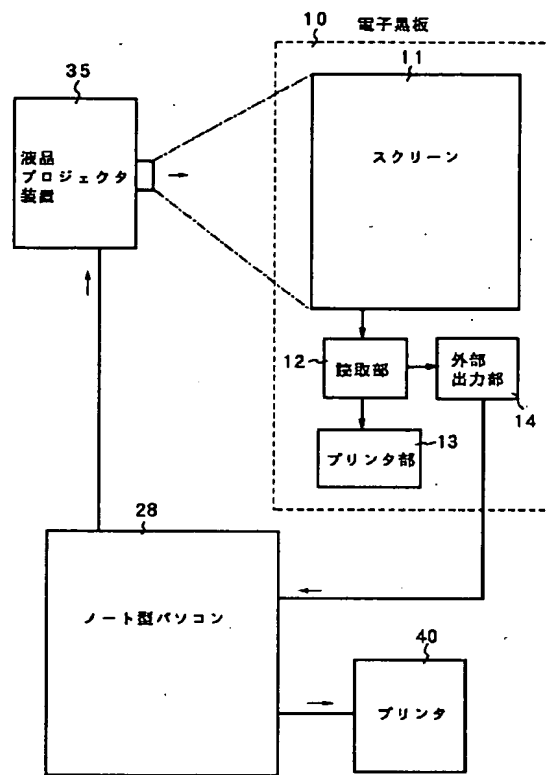 10
電子黒板
11
スクリーン
35
液晶
プロジェクタ
装置
12
読取部
外部
出力部
14
13
プリンタ部
28
ノート型パソコン
40
プリンタ